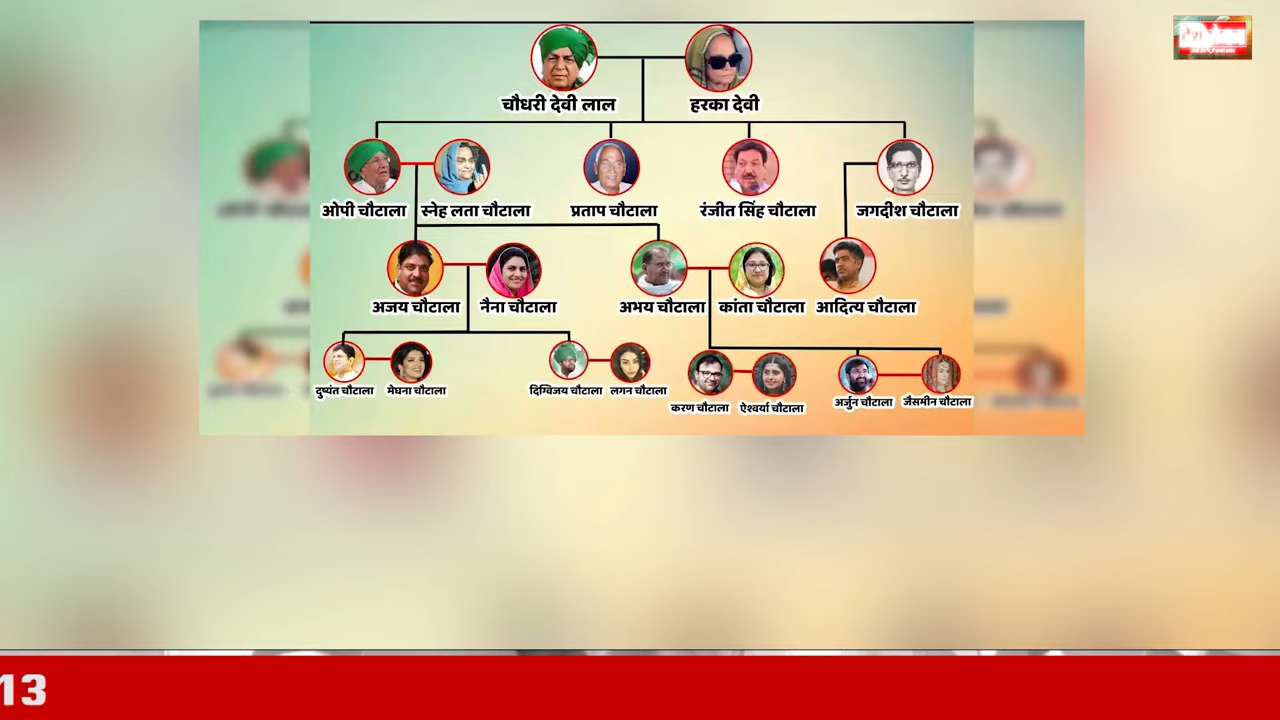 चौधरी देवी लाल
हरका देवी
ओपी चौटाला
स्नेह लता चौटाला
प्रताप चौटाला
रंजीत सिंह चौटाला
जगदीश चौटाला
अजय चौटाला
नैना चौटाला
अभय चौटाला
कांता चौटाला
आदित्य चौटाला
दुष्यंत चौटाला
मेघना चौटाला
दिग्विजय चौटाला
लगन चौटाला
करण चौटाला
ऐश्वर्या चौटाला
अर्जुन चौटाला
जैसमीन चौटाला
13